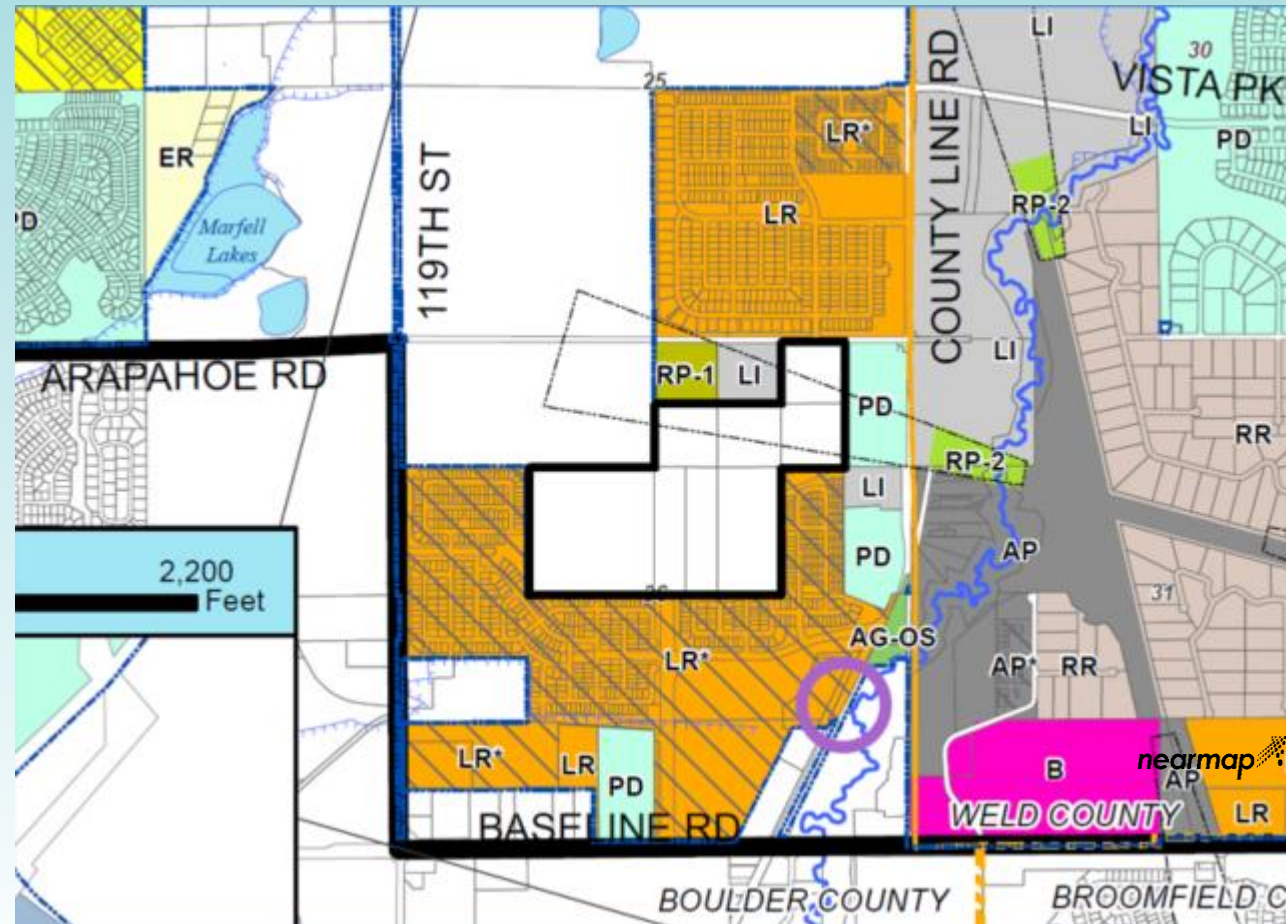 LI
30
VISTA PK
25
LR*
LI
PD
ER
COUNTY LINE RD
119TH ST
RP-2
LR
PD
Marfell
Lakes
LI
ARAPAHOE RD
RP-1
LI
PD
RR
RP-2
LI
2,200
Feet
PD
AP
31
26
AG-OS
LR*
AP*
RR
LR*
LR
PD
B
nearmap
AP
BASELINE RD
WELD COUNTY
LR
BOULDER COUNTY
BROOMFIELD C